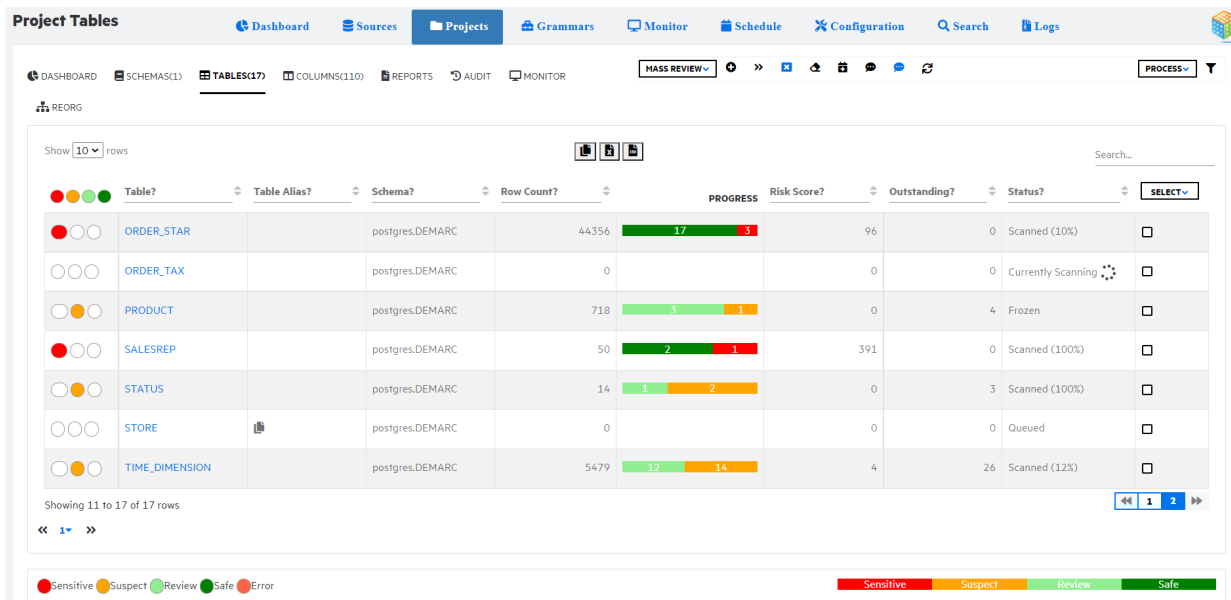 Project Tables
Dashboard Sources Projects Grammars Monitor Schedule Configuration Search Logs
DASHBOARD SCHEMAS(1) TABLES(17) COLUMNS(110) REPORTS AUDIT MONITOR MASS REVIEW PROCESS
REORG
Show 10 rows Search...
Table? Table Alias? Schema? Row Count? PROGRESS Risk Score? Outstanding? Status? SELECT
ORDER_STAR postgres.DEMARC 44356 17 3 96 0 Scanned (10%)
ORDER_TAX postgres.DEMARC 0 0 0 Currently Scanning
PRODUCT postgres.DEMARC 718 3 1 0 4 Frozen
SALESREP postgres.DEMARC 50 2 1 391 0 Scanned (100%)
STATUS postgres.DEMARC 14 1 2 0 3 Scanned (100%)
STORE postgres.DEMARC 0 0 0 Queued
TIME_DIMENSION postgres.DEMARC 5479 12 14 4 26 Scanned (12%)
Showing 11 to 17 of 17 rows 1 2
1
Sensitive Suspect Review Safe Error Sensitive Suspect Review Safe